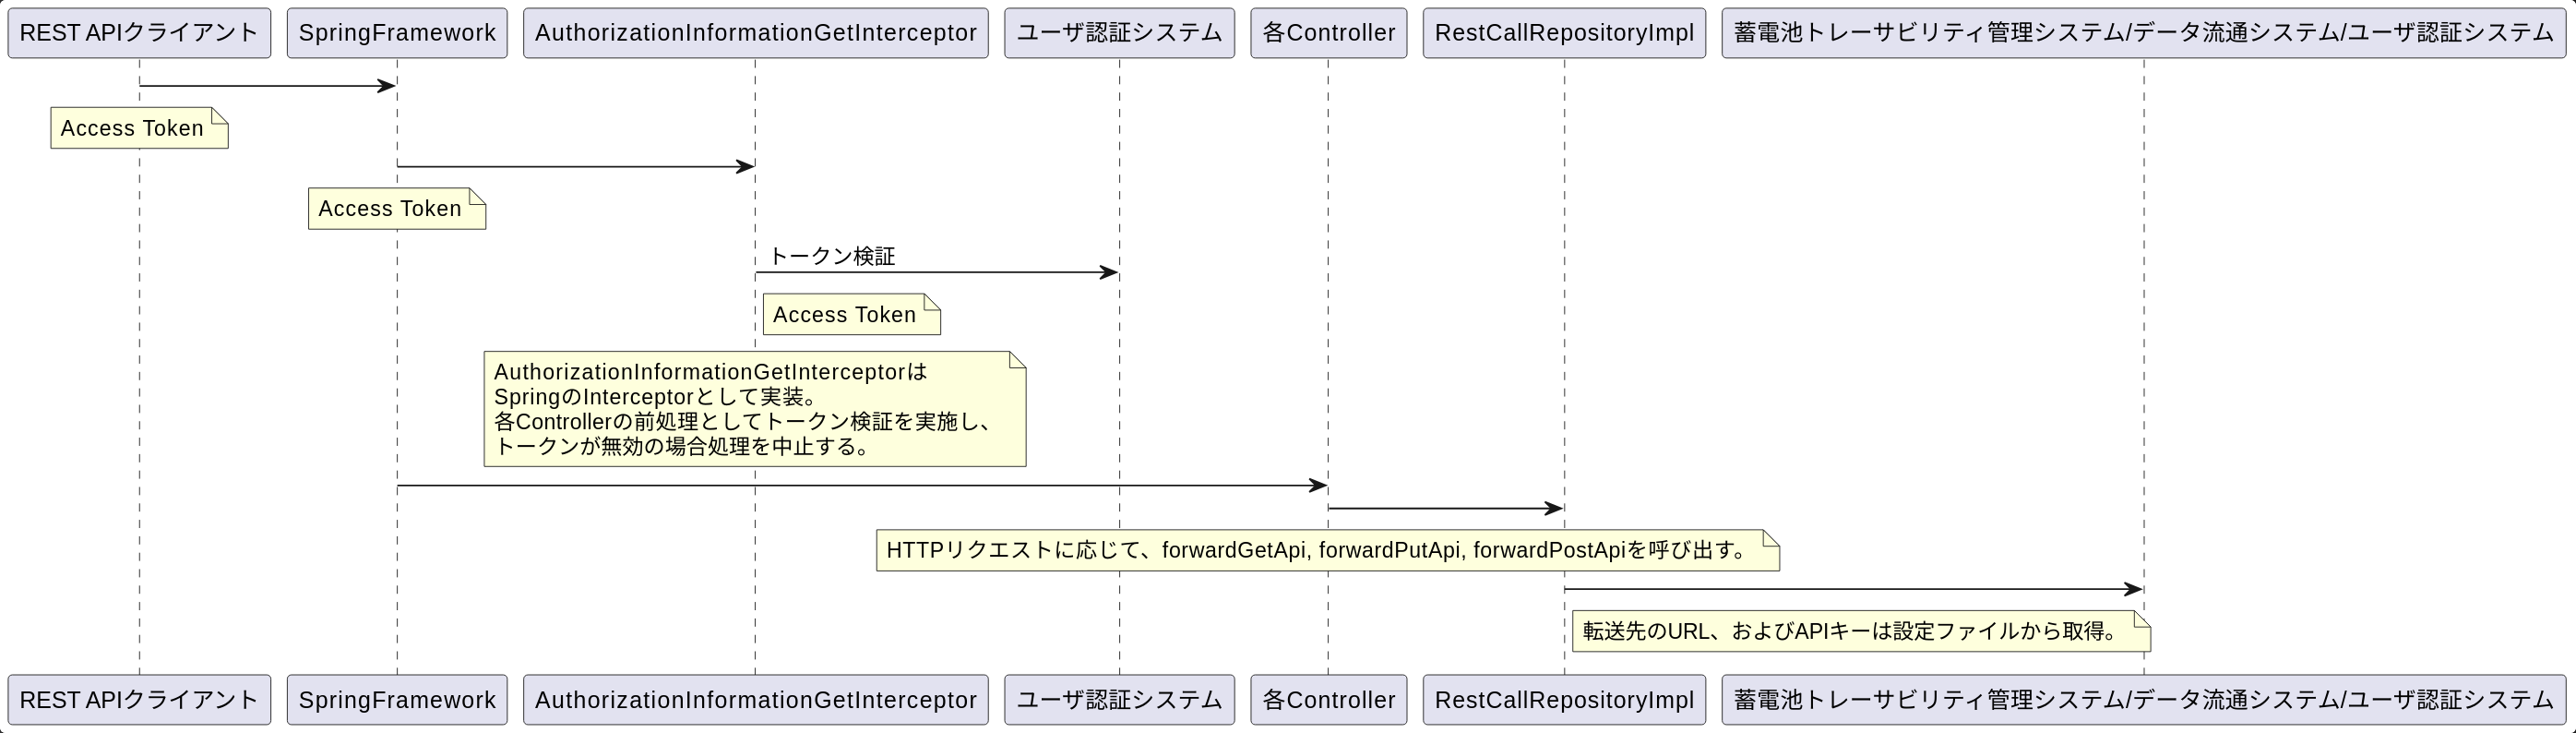 REST APIクライアント
SpringFramework
AuthorizationInformationGetInterceptor
ユーザ認証システム
各Controller
RestCallRepositoryImpl
蓄電池トレーサビリティ管理システム/データ流通システム/ユーザ認証システム
Access Token
Access Token
トークン検証
Access Token
AuthorizationInformationGetInterceptorは
SpringのInterceptorとして実装。
各Controllerの前処理としてトークン検証を実施し、
トークンが無効の場合処理を中止する。
HTTPリクエストに応じて、forwardGetApi, forwardPutApi, forwardPostApiを呼び出す。
転送先のURL、およびAPIキーは設定ファイルから取得。
REST APIクライアント
SpringFramework
AuthorizationInformationGetInterceptor
ユーザ認証システム
各Controller
RestCallRepositoryImpl
蓄電池トレーサビリティ管理システム/データ流通システム/ユーザ認証システム